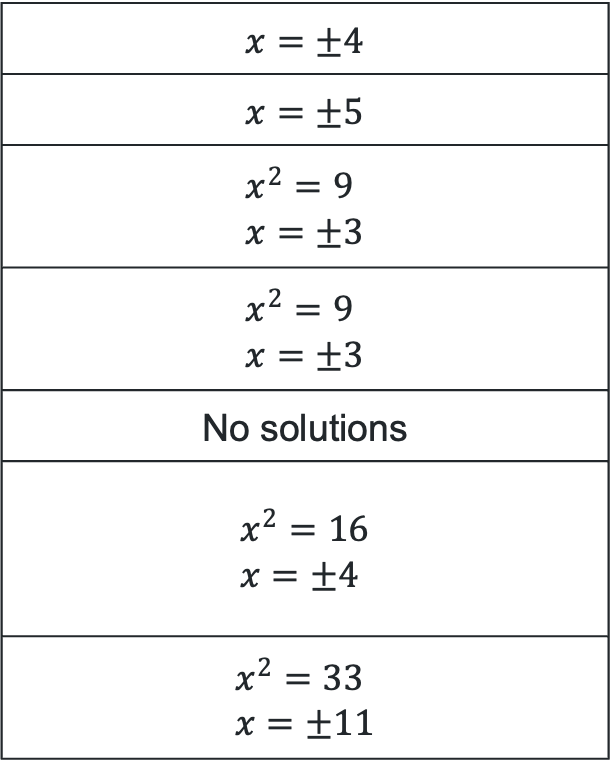 x = ±4
x = ±5
x² = 9
x = ±3
x² = 9
x = ±3
No solutions
x² = 16
x = ±4
x² = 33
x = ±11